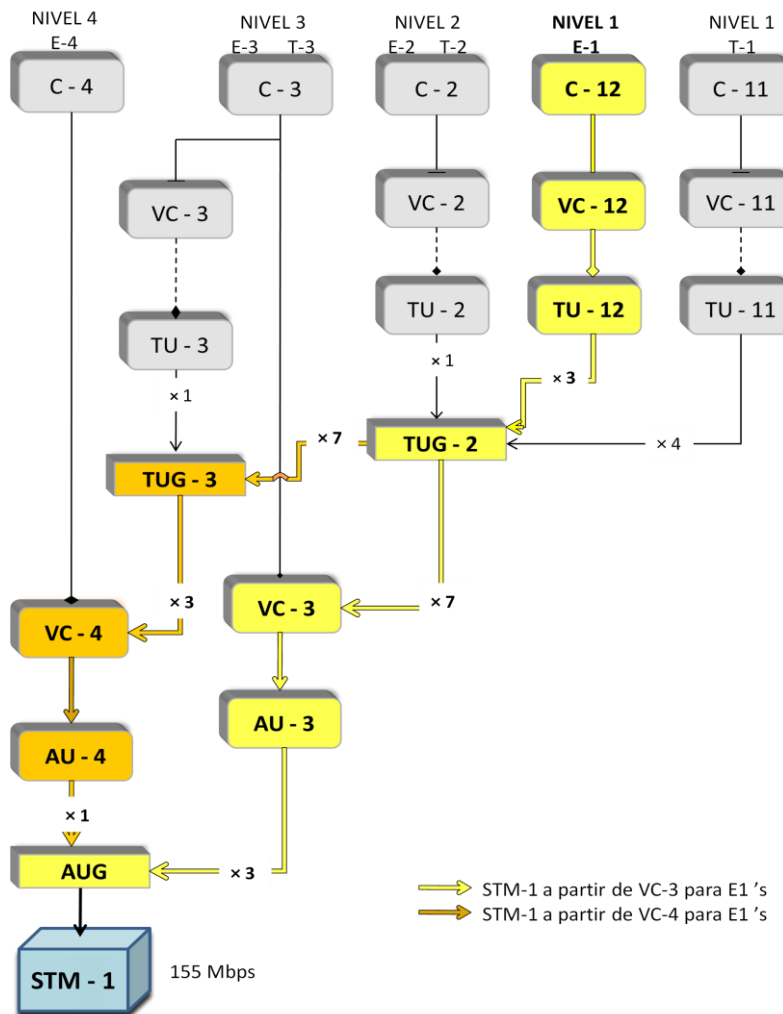 NIVEL 4
E-4
NIVEL 3
E-3 T-3
NIVEL 2
E-2 T-2
NIVEL 1
E-1
NIVEL 1
T-1
C - 4
C - 3
C - 2
C - 12
C - 11
VC - 3
VC - 2
VC - 12
VC - 11
TU - 3
TU - 2
TU - 12
TU - 11
× 1
× 1
× 3
× 7
TUG - 2
× 4
TUG - 3
× 3
VC - 3
× 7
VC - 4
AU - 3
AU - 4
× 1
AUG
× 3
STM-1 a partir de VC-3 para E1 's
STM-1 a partir de VC-4 para E1 's
STM - 1
155 Mbps